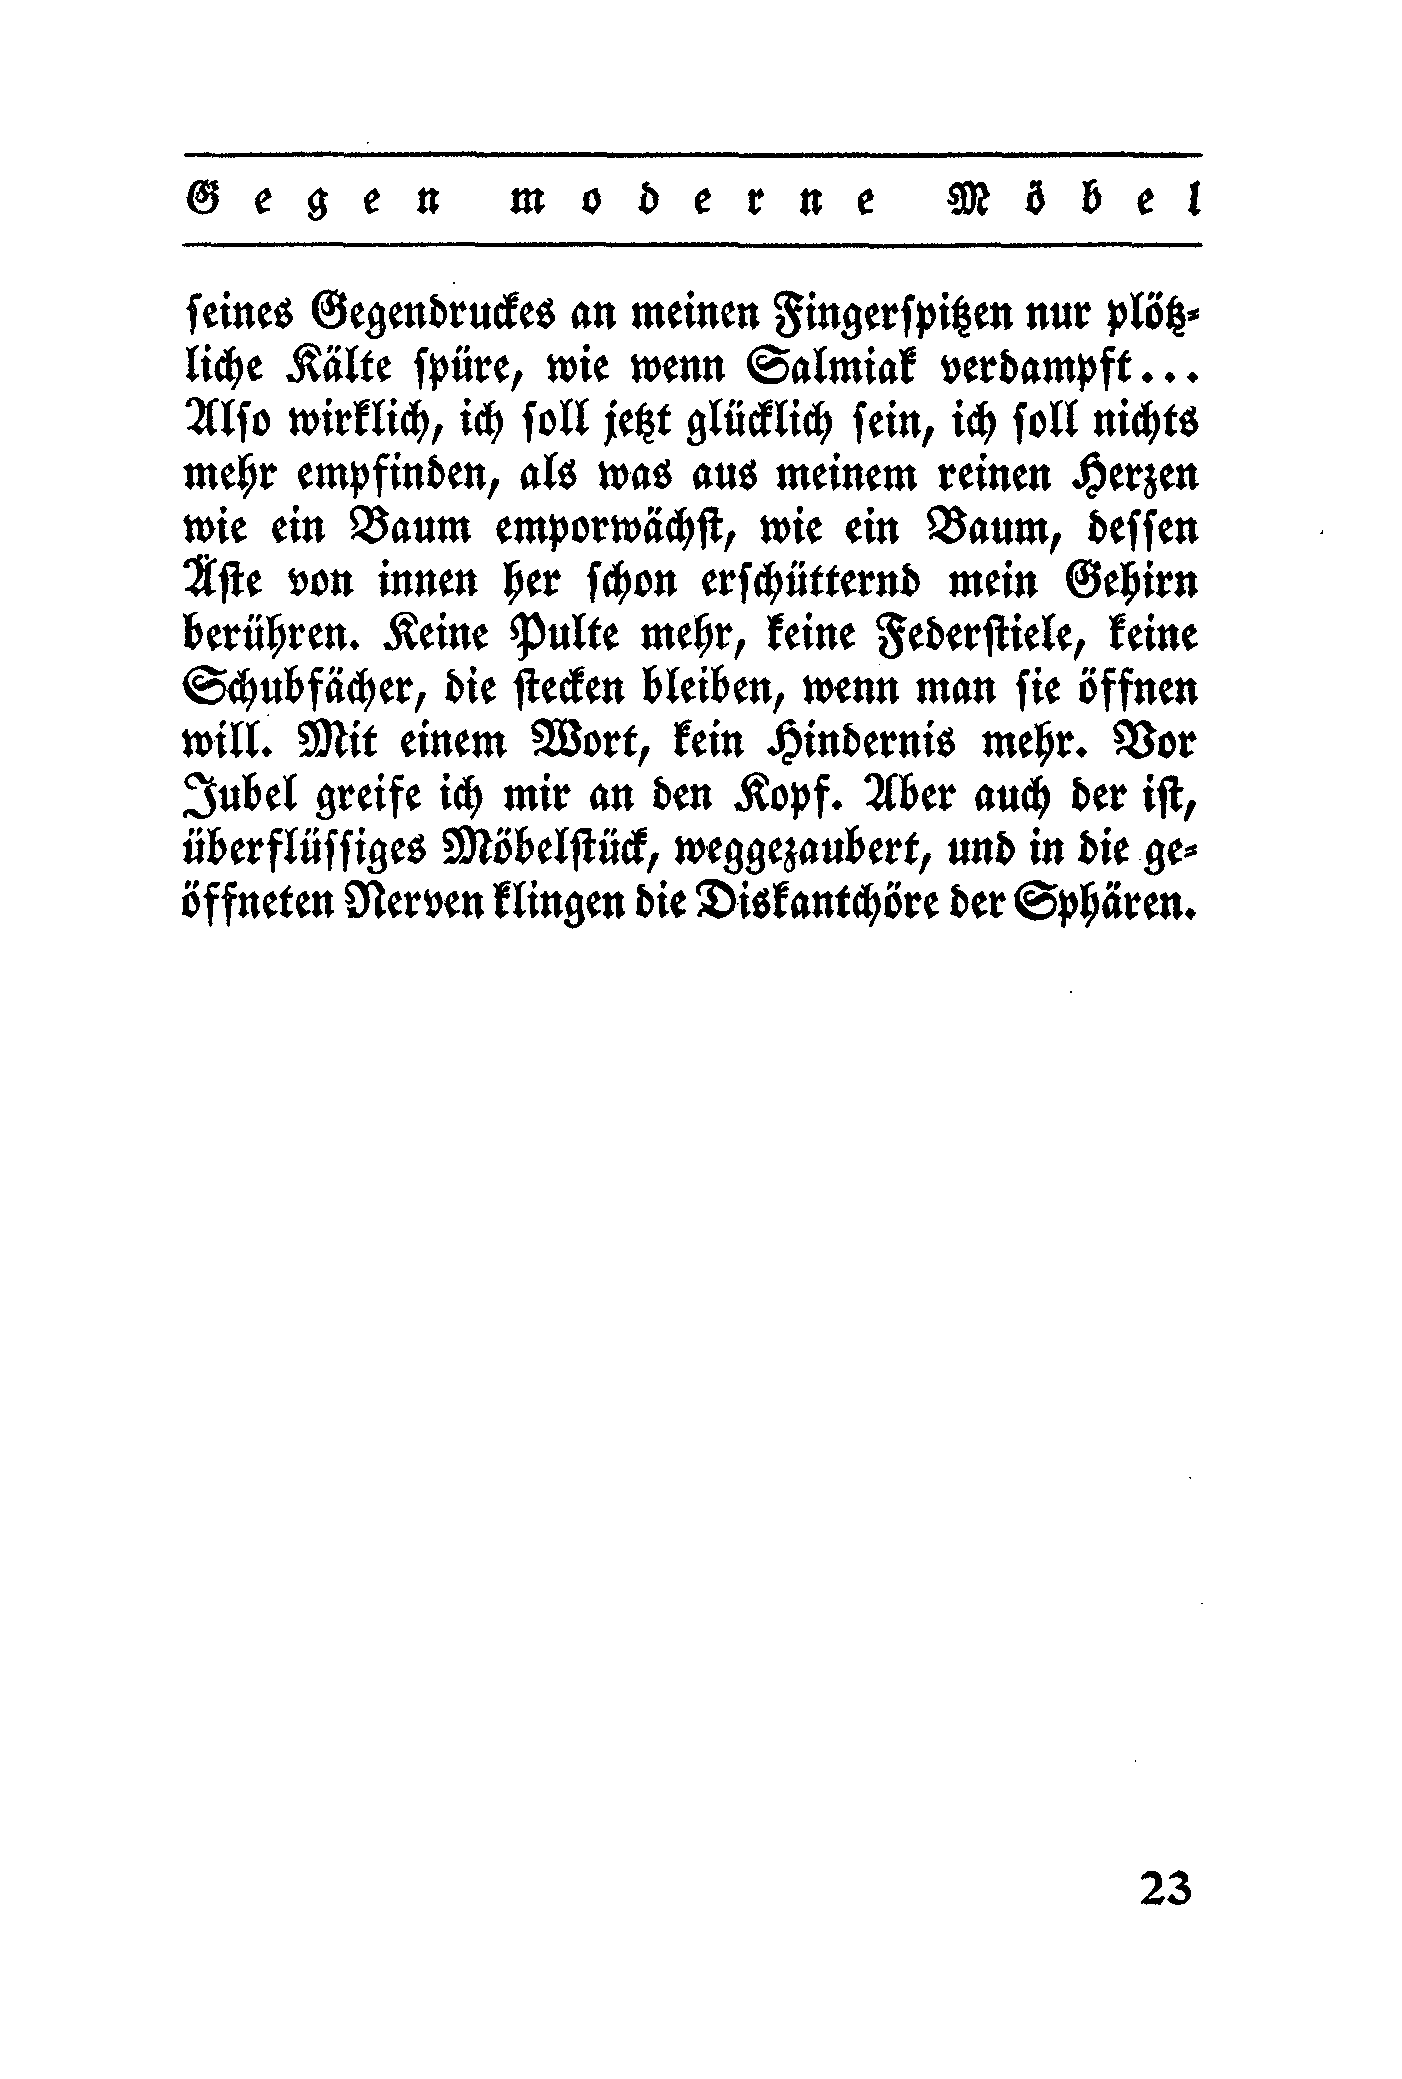 Gegen moderne Möbel
seines Gegendruckes an meinen Fingerspitzen nur plötz-
liche Kälte spüre, wie wenn Salmiak verdampft...
Also wirklich, ich soll jetzt glücklich sein, ich soll nichts
mehr empfinden, als was aus meinem reinen Herzen
wie ein Baum emporwächst, wie ein Baum, dessen
Äste von innen her schon erschütternd mein Gehirn
berühren. Keine Pulte mehr, keine Federstiele, keine
Schubfächer, die stecken bleiben, wenn man sie öffnen
will. Mit einem Wort, kein Hindernis mehr. Vor
Jubel greife ich mir an den Kopf. Aber auch der ist,
überflüssiges Möbelstück, weggezaubert, und in die ge-
öffneten Nerven klingen die Diskantchöre der Sphären.
23